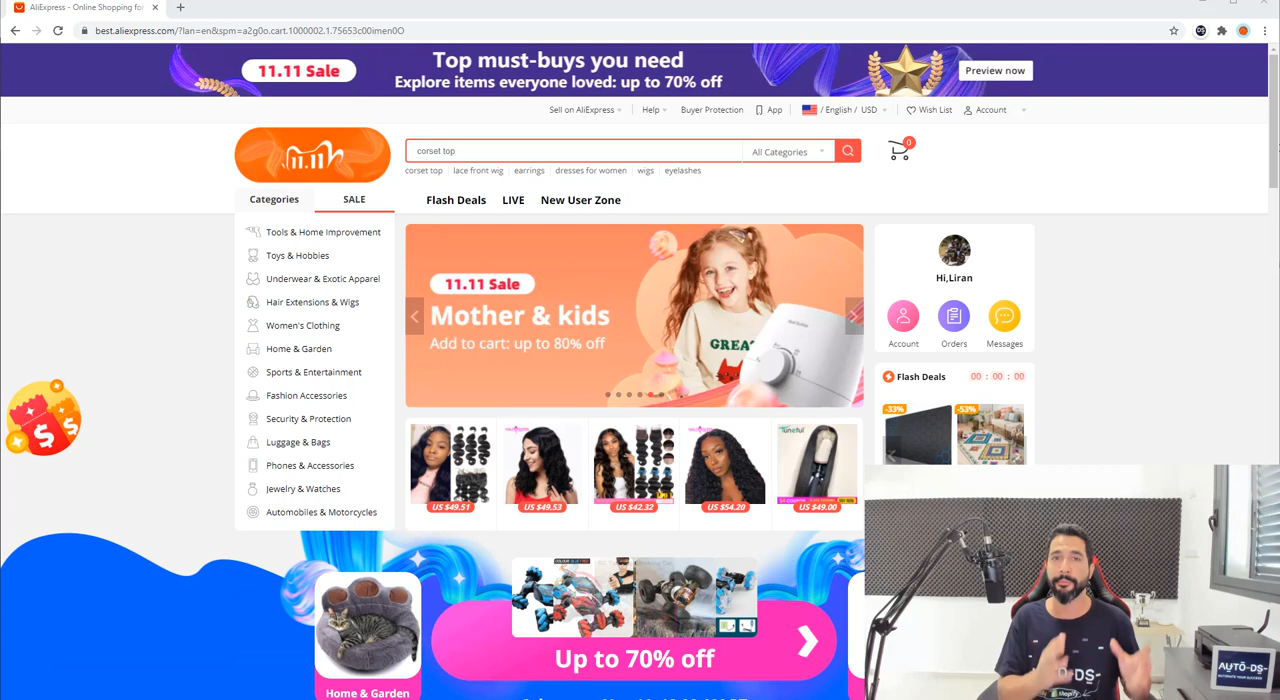 AliExpress - Online Shopping for
best.aliexpress.com/?lan=en&spm=a2g0o.cart.1000002.1.75653c00imen0O
11.11 Sale
Top must-buys you need
Explore items everyone loved: up to 70% off
Preview now
Sell on AliExpress
Help
Buyer Protection
App
/ English / USD
Wish List
Account
11.11
corset top
All Categories
0
corset top
lace front wig
earrings
dresses for women
wigs
eyelashes
Categories
SALE
Flash Deals
LIVE
New User Zone
Tools & Home Improvement
Toys & Hobbies
Underwear & Exotic Apparel
Hair Extensions & Wigs
Women's Clothing
Home & Garden
Sports & Entertainment
Fashion Accessories
Security & Protection
Luggage & Bags
Phones & Accessories
Jewelry & Watches
Automobiles & Motorcycles
11.11 Sale
Mother & kids
Add to cart: up to 80% off
GREA
Hi,Liran
Account
Orders
Messages
Flash Deals
00 : 00 : 00
-33%
-53%
$
$
US $49.51
US $49.53
US $42.32
US $54.20
Tuneful
US $49.00
Up to 70% off
Home & Garden
AUTO-DS-
shopify